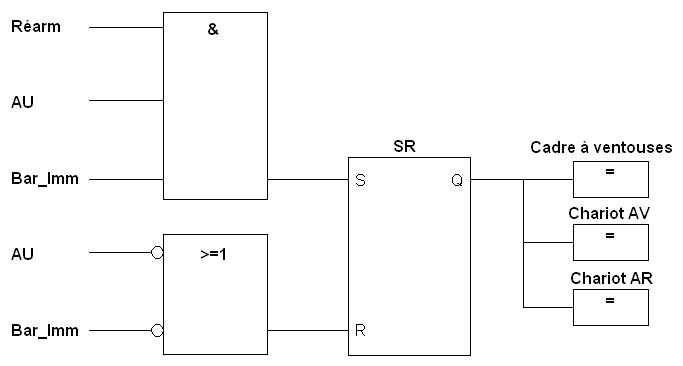 Réarm
&
AU
Bar_Imm
SR
S
Q
Cadre à ventouses
=
Chariot AV
=
Chariot AR
=
AU
>=1
Bar_Imm
R